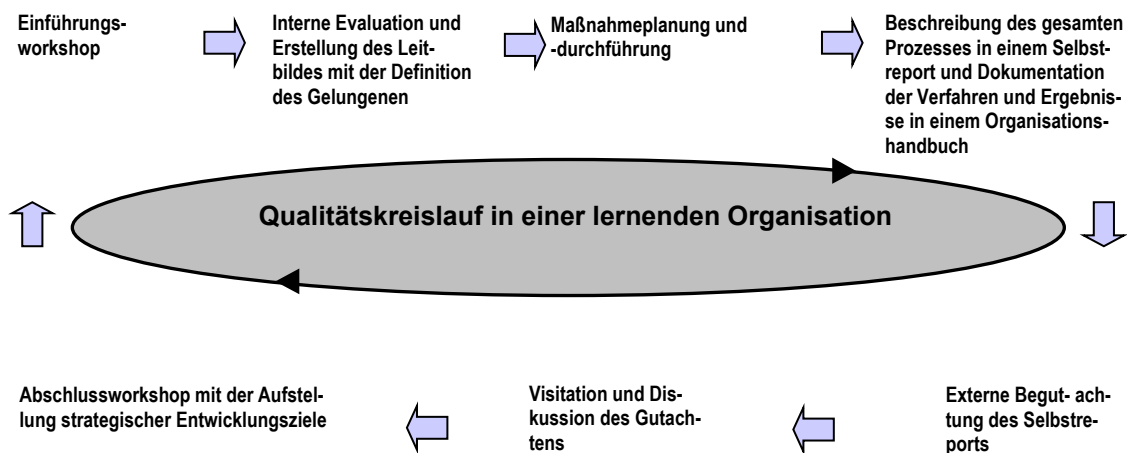 Einführungs-
workshop
Interne Evaluation und
Erstellung des Leit-
bildes mit der Definition
des Gelungenen
Maßnahmeplanung und
-durchführung
Beschreibung des gesamten
Prozesses in einem Selbst-
report und Dokumentation
der Verfahren und Ergebnis-
se in einem Organisations-
handbuch
Qualitätskreislauf in einer lernenden Organisation
Abschlussworkshop mit der Aufstel-
lung strategischer Entwicklungsziele
Visitation und Dis-
kussion des Gutach-
tens
Externe Begut- ach-
tung des Selbstre-
ports